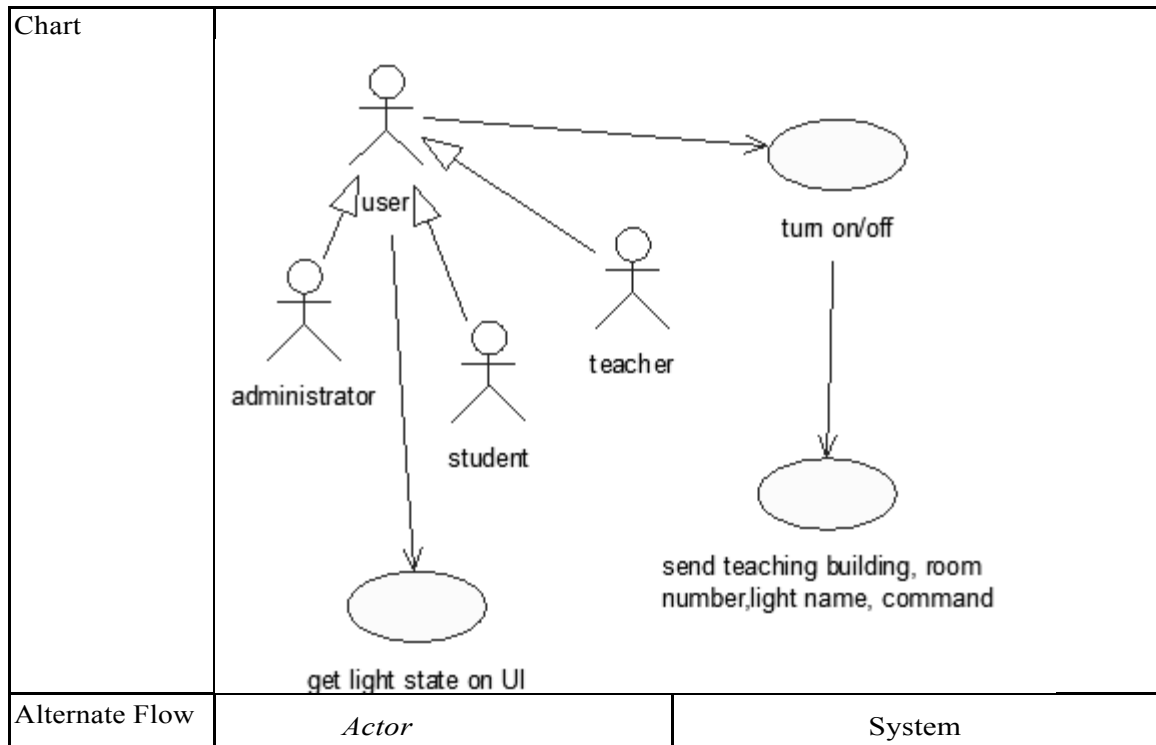 Chart
user
turn on/off
teacher
administrator
student
send teaching building, room
number,light name, command
get light state on UI
Alternate Flow
Actor
System